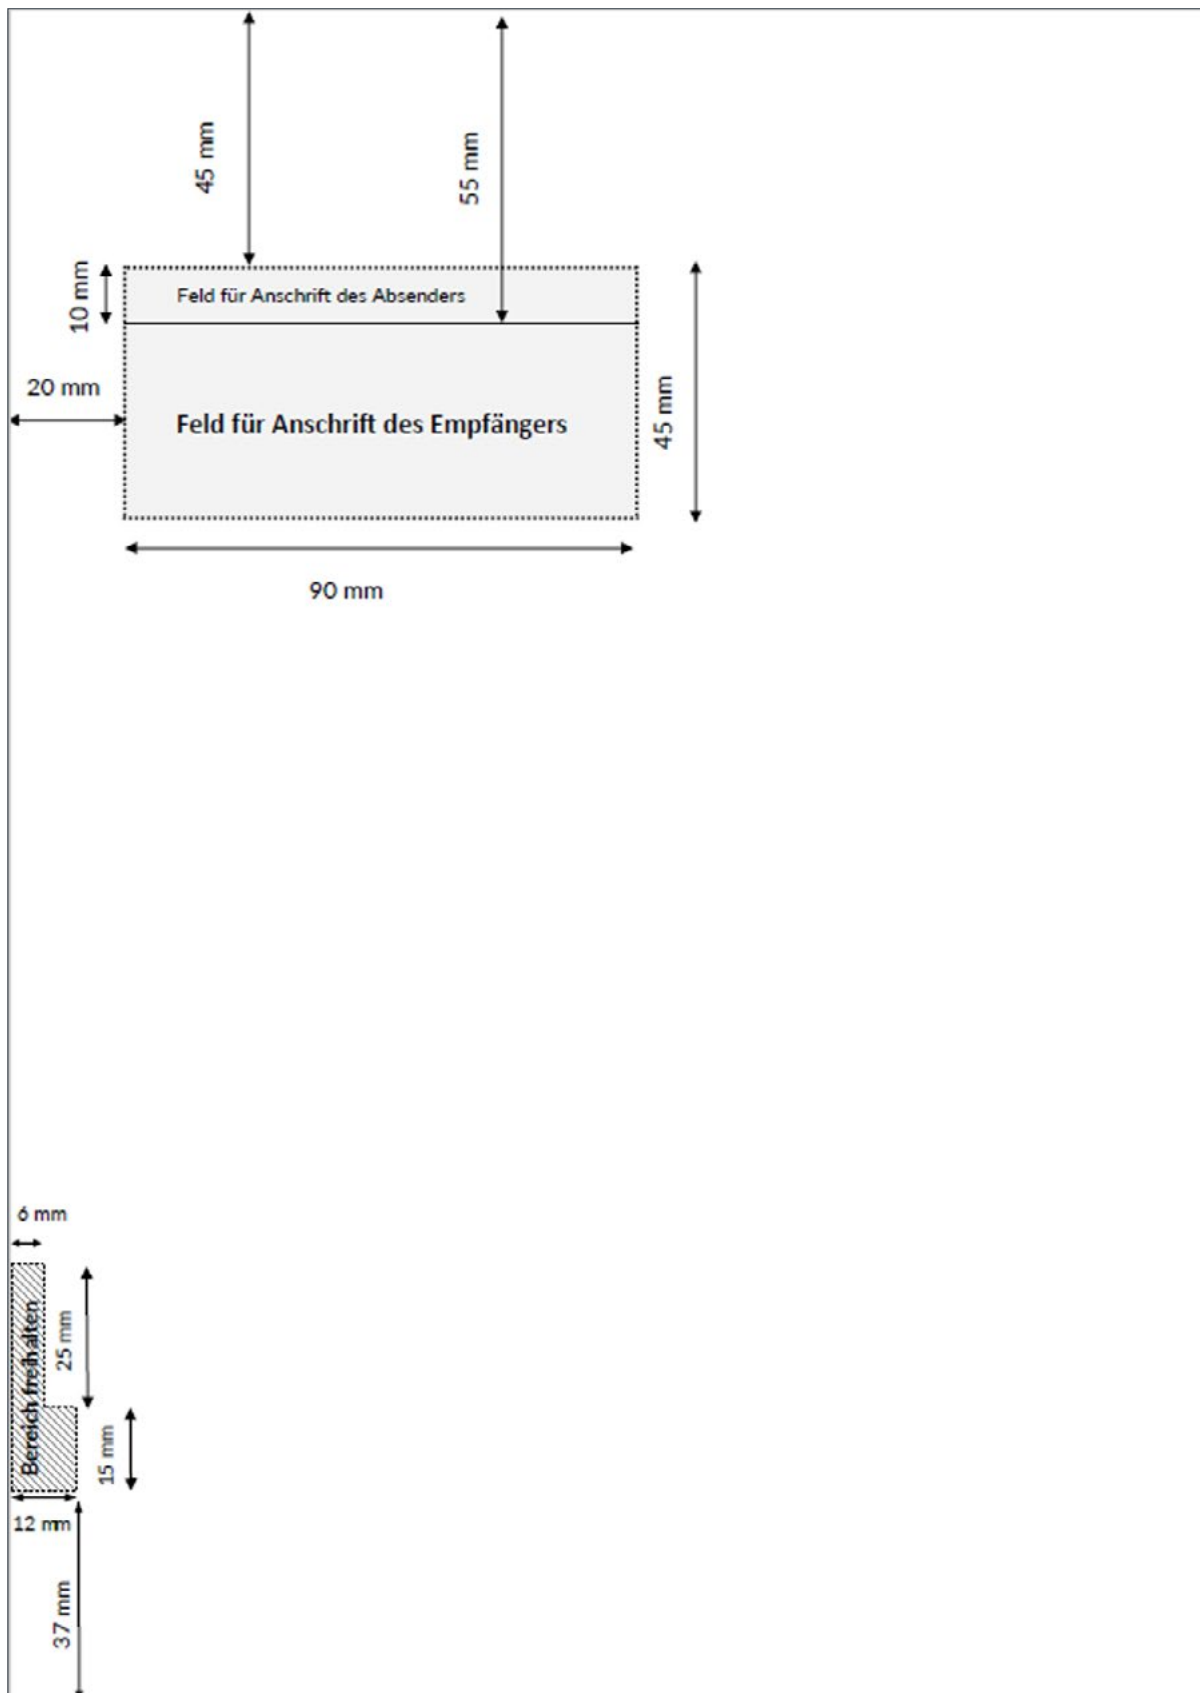 45 mm
55 mm
10 mm
Feld für Anschrift des Absenders
20 mm
Feld für Anschrift des Empfängers
45 mm
90 mm
6 mm
Bereich freihalten
25 mm
15 mm
12 mm
37 mm